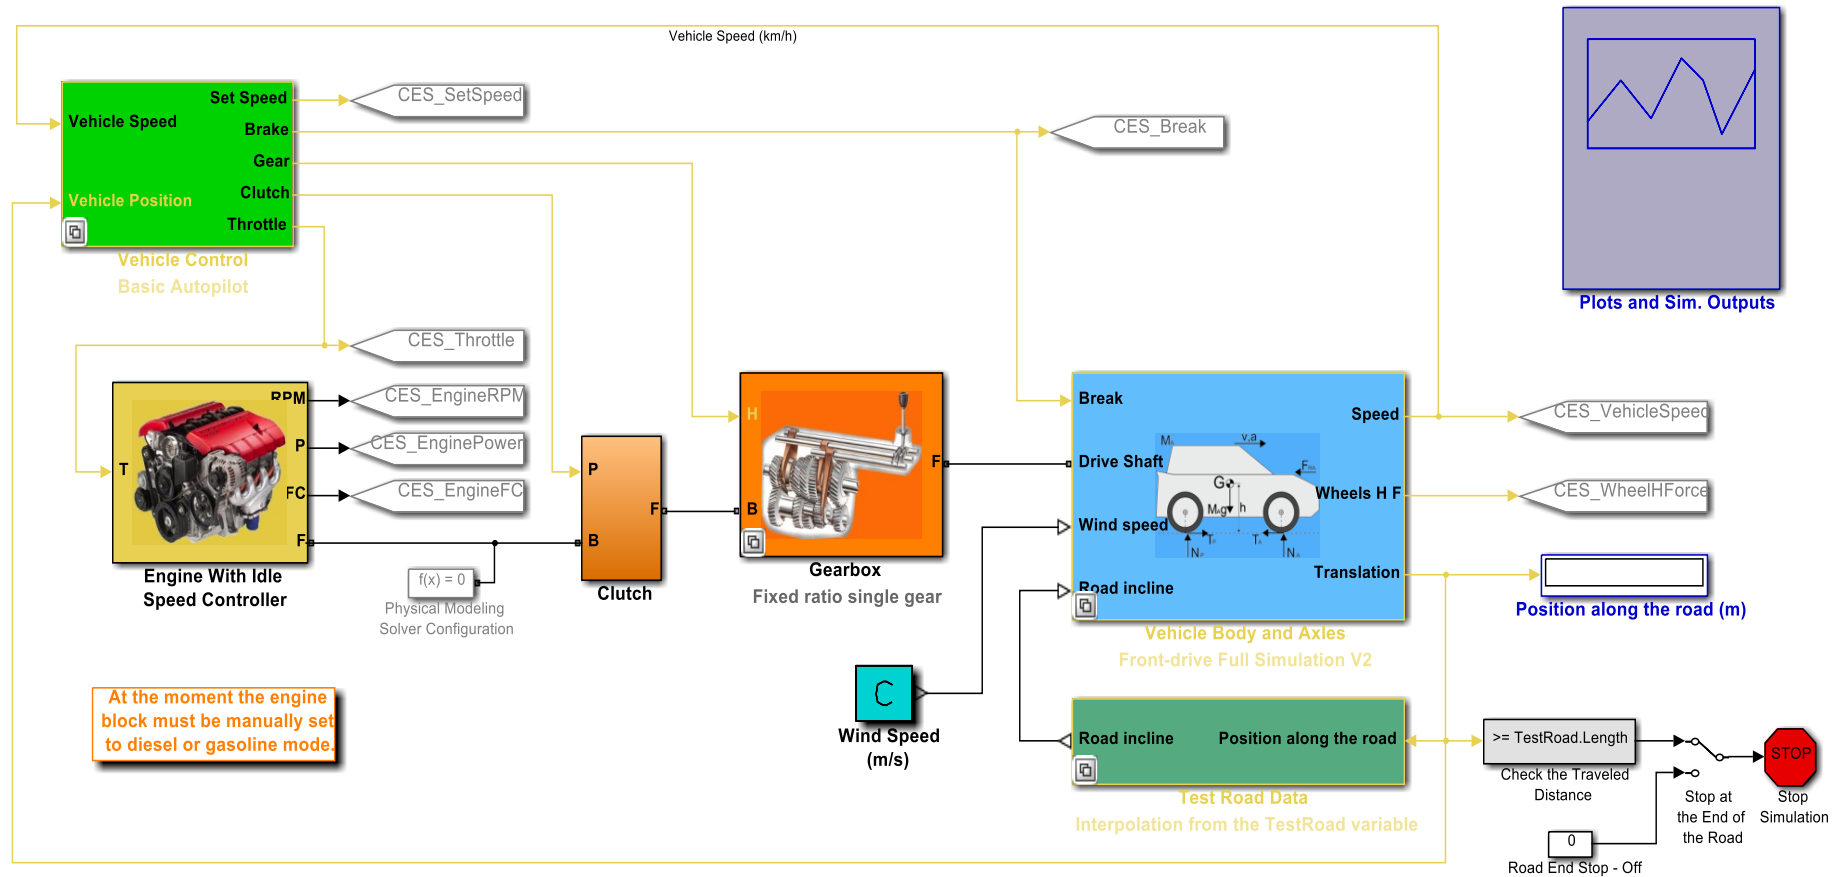 Vehicle Speed (km/h)
Set Speed
Vehicle Speed
Brake
Gear
Clutch
Vehicle Position
Throttle
Vehicle Control
Basic Autopilot
CES_SetSpeed
CES_Break
Plots and Sim. Outputs
CES_Throttle
CES_EngineRPM
CES_EnginePower
CES_EngineFC
RPM
P
T
FC
F
Engine With Idle
Speed Controller
f(x) = 0
Physical Modeling
Solver Configuration
P
F
B
Clutch
H
F
B
Gearbox
Fixed ratio single gear
Break
Speed
Drive Shaft
Wheels H F
Wind speed
Translation
Road incline
G
h
Vehicle Body and Axles
Front-drive Full Simulation V2
CES_VehicleSpeed
CES_WheelHForce
Position along the road (m)
At the moment the engine
block must be manually set
to diesel or gasoline mode.
C
Wind Speed
(m/s)
Road incline
Position along the road
Test Road Data
Interpolation from the TestRoad variable
>= TestRoad.Length
Check the Traveled
Distance
0
Road End Stop - Off
Stop at
the End of
the Road
STOP
Stop
Simulation